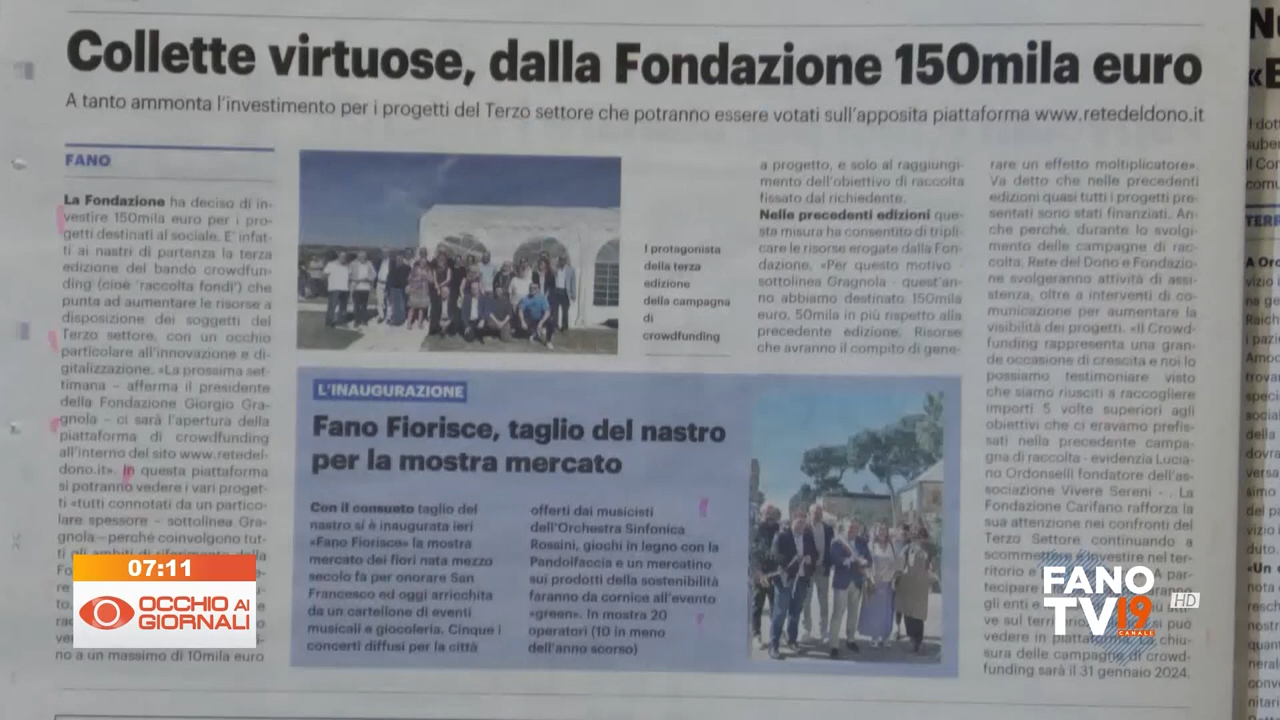 Collette virtuose, dalla Fondazione 150mila euro
A tanto ammonta l'investimento per i progetti del Terzo settore che potranno essere votati sull'apposita piattaforma www.retedeldono.it
FANO
La Fondazione ha deciso di in-
vestire 150mila euro per i pro-
getti destinati al sociale. E' infat-
ti ai nastri di partenza la terza
edizione del bando crowdfun-
ding (cioè 'raccolta fondi') che
punta ad aumentare le risorse a
disposizione dei soggetti del
Terzo settore, con un occhio
particolare all'innovazione e di-
gitalizzazione. «La prossima set-
timana – afferma il presidente
della Fondazione Giorgio Gra-
gnola – ci sarà l'apertura della
piattaforma di crowdfunding
all'interno del sito www.retedel-
dono.it». In questa piattaforma
si potranno vedere i vari proget-
ti «tutti connotati da un partico-
lare spessore – sottolinea Gra-
gnola – perché coinvolgono tut-
ti gli ambiti di riferimento della
no a un massimo di 10mila euro
I protagonista
della terza
edizione
della campagna
di
crowdfunding
a progetto, e solo al raggiungi-
mento dell'obiettivo di raccolta
fissato dal richiedente.
Nelle precedenti edizioni que-
sta misura ha consentito di tripli-
care le risorse erogate dalla Fon-
dazione. «Per questo motivo -
sottolinea Gragnola - quest'an-
no abbiamo destinato 150mila
euro, 50mila in più rispetto alla
precedente edizione. Risorse
che avranno il compito di gene-
rare un effetto moltiplicatore».
Va detto che nelle precedenti
edizioni quasi tutti i progetti pre-
sentati sono stati finanziati. An-
che perché, durante lo svolgi-
mento delle campagne di rac-
colta, Rete del Dono e Fondazio-
ne svolgeranno attività di assi-
stenza, oltre a interventi di co-
municazione per aumentare la
visibilità dei progetti. «Il Crowd-
funding rappresenta una gran-
de occasione di crescita e noi lo
possiamo testimoniare visto
che siamo riusciti a raccogliere
importi 5 volte superiori agli
obiettivi che ci eravamo prefis-
sati nella precedente campa-
gna di raccolta - evidenzia Lucia-
no Ordonselli fondatore dell'as-
sociazione Vivere Sereni - . La
Fondazione Carifano rafforza la
sua attenzione nei confronti del
Terzo Settore continuando a
scommettere e investire nel ter-
ritorio e
tecipare
gli enti e
ve sul si può
vedere in La chiu-
sura delle campagne di crowd-
funding sarà il 31 gennaio 2024.
L'INAUGURAZIONE
Fano Fiorisce, taglio del nastro
per la mostra mercato
Con il consueto taglio del
nastro si è inaugurata ieri
«Fano Fiorisce» la mostra
mercato dei fiori nata mezzo
secolo fa per onorare San
Francesco ed oggi arricchita
da un cartellone di eventi
musicali e giocoleria. Cinque i
concerti diffusi per la città
offerti dai musicisti
dell'Orchestra Sinfonica
Rossini, giochi in legno con la
Pandolfaccia e un mercatino
sui prodotti della sostenibilità
faranno da cornice all'evento
«green». In mostra 20
operatori (10 in meno
dell'anno scorso)
07:11
OCCHIO AI
GIORNALI
FANO
TV 19
CANALE
HD